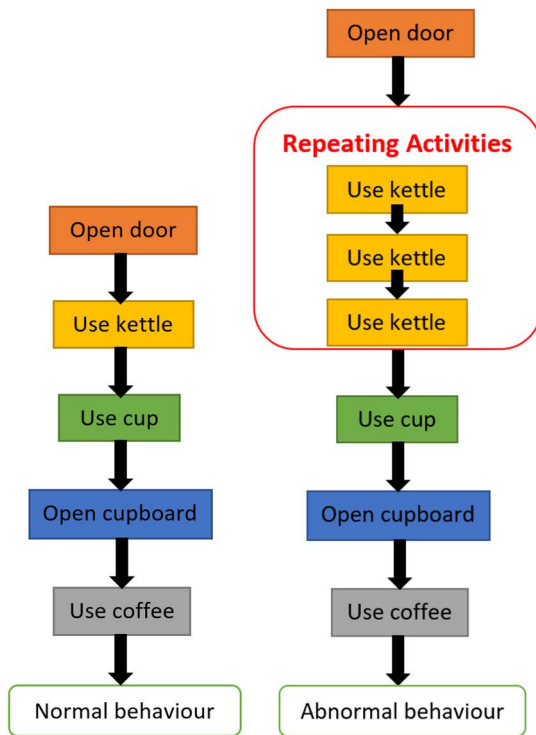 Open door
Use kettle
Use cup
Open cupboard
Use coffee
Normal behaviour
Open door
Repeating Activities
Use kettle
Use kettle
Use kettle
Use cup
Open cupboard
Use coffee
Abnormal behaviour